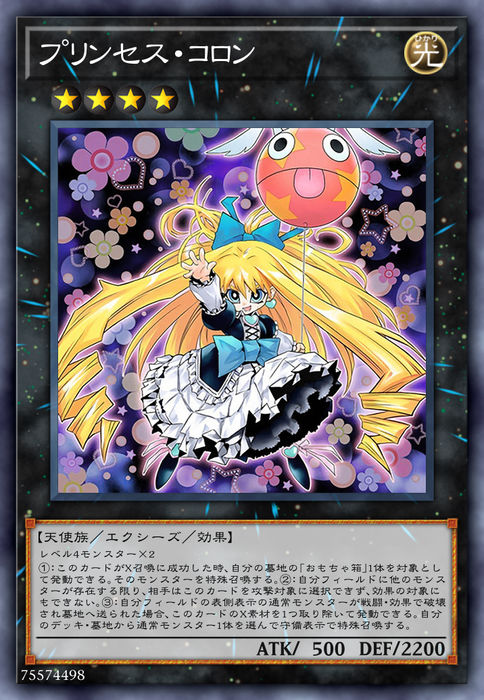 プリンセス・コロン
ひかり
光
【天使族／エクシーズ／効果】
レベル4モンスター×2
①：このカードがX召喚に成功した時、自分の墓地の「おもちゃ箱」1体を対象とし
て発動できる。そのモンスターを特殊召喚する。②：自分フィールドに他のモンス
ターが存在する限り、相手はこのカードを攻撃対象に選択できず、効果の対象に
もできない。③：自分フィールドの表側表示の通常モンスターが戦闘・効果で破壊
され墓地へ送られる場合、このカードのX素材を1つ取り除いて発動できる。自分
のデッキ・墓地から通常モンスター1体を選んで守備表示で特殊召喚する。
ATK/ 500 DEF/2200
75574498